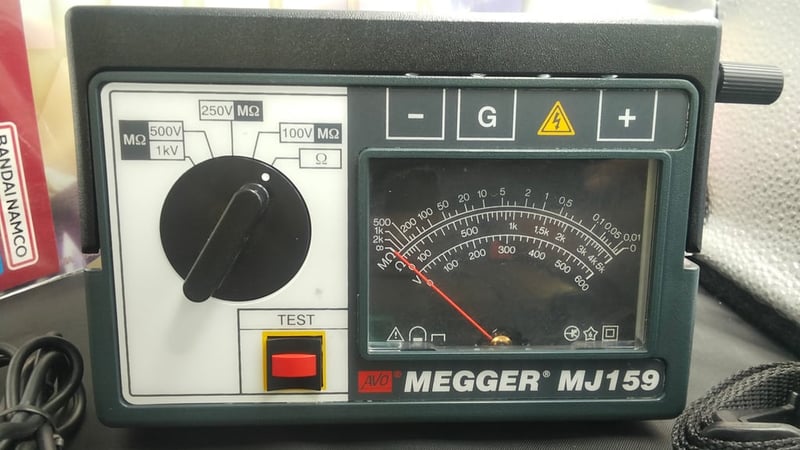 250V MΩ
MΩ 500V
1kV
100V MΩ
Ω
- G +
500
1k
2k
∞
200 100 50 20 10 5 2 1 0,5 0,1 0,05 0,01 0
MΩ
Ω
100 500 1k 1,5k 2k 3k 4k 5k
V
100 200 300 400 500 600
TEST
AVO® MEGGER® MJ159
BANDAI NAMCO